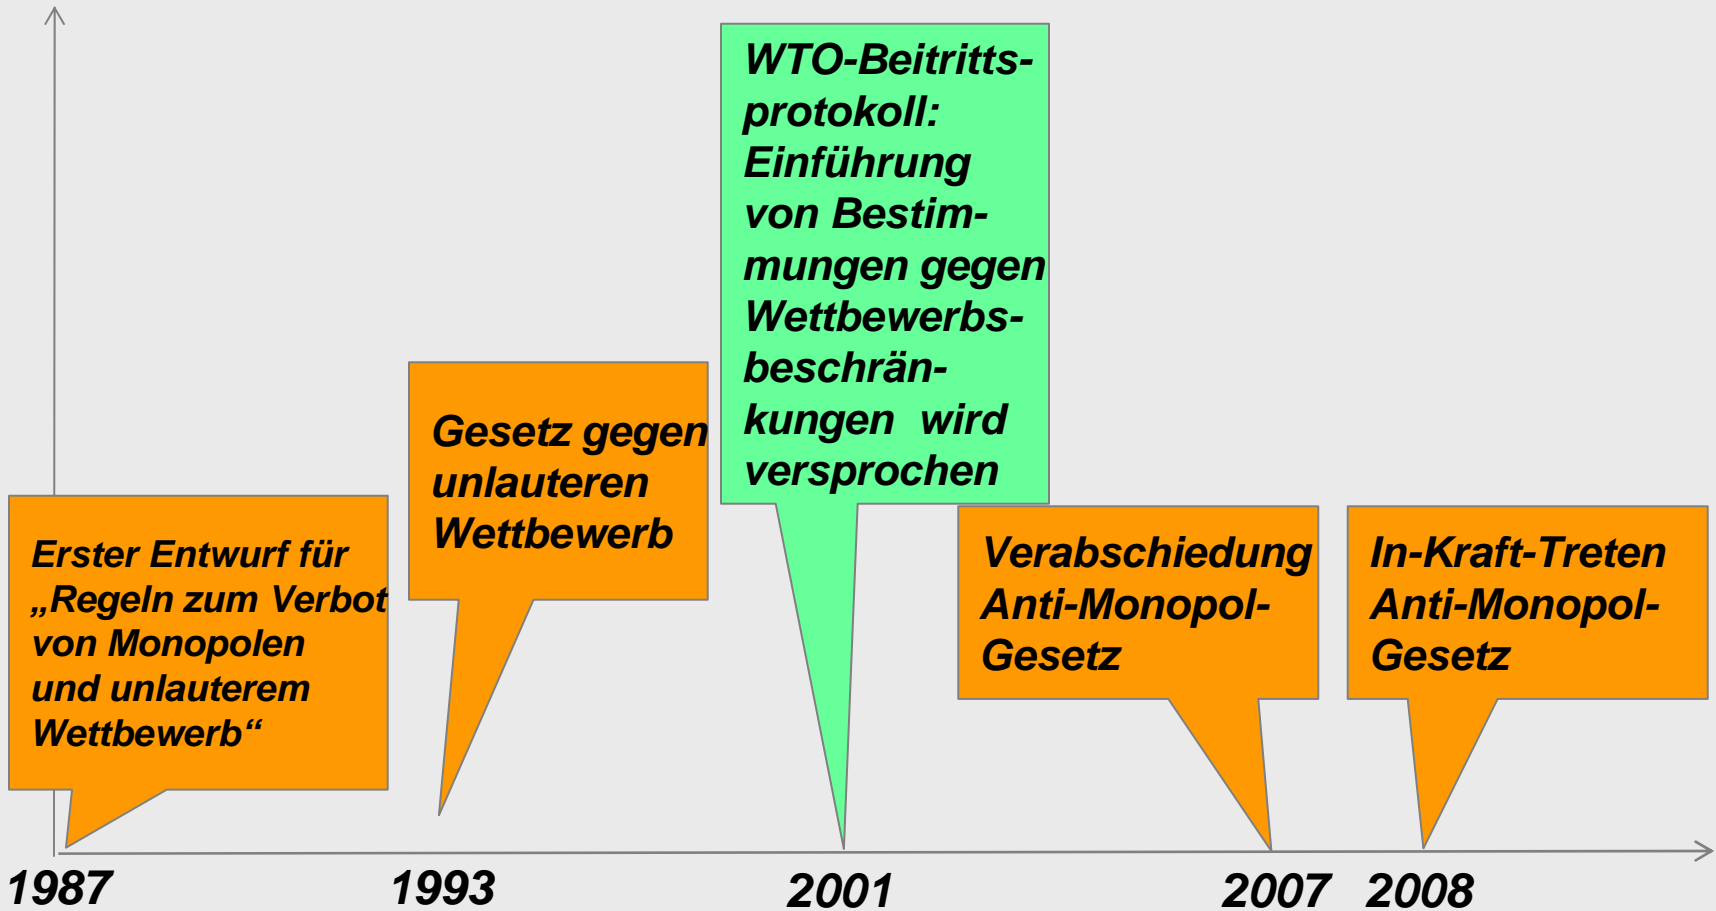 Erster Entwurf für
„Regeln zum Verbot
von Monopolen
und unlauterem
Wettbewerb“
Gesetz gegen
unlauteren
Wettbewerb
WTO-Beitritts-
protokoll:
Einführung
von Bestim-
mungen gegen
Wettbewerbs-
beschrän-
kungen wird
versprochen
Verabschiedung
Anti-Monopol-
Gesetz
In-Kraft-Treten
Anti-Monopol-
Gesetz
1987 1993 2001 2007 2008